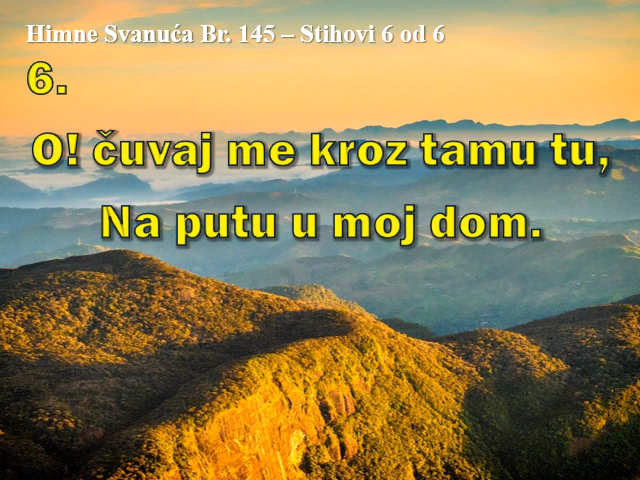 Himne Svanuća Br. 145 – Stihovi 6 od 6
6.
O! čuvaj me kroz tamu tu,
Na putu u moj dom.